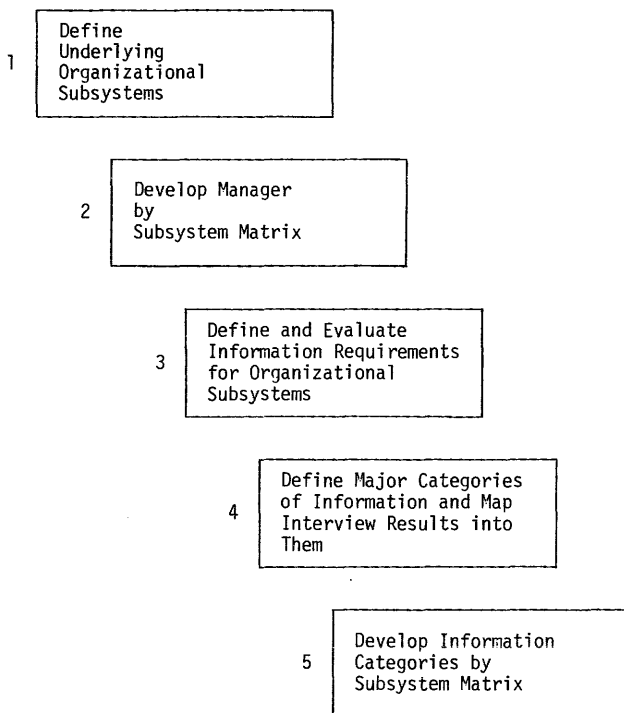 1
Define
Underlying
Organizational
Subsystems
2
Develop Manager
by
Subsystem Matrix
3
Define and Evaluate
Information Requirements
for Organizational
Subsystems
4
Define Major Categories
of Information and Map
Interview Results into
Them
5
Develop Information
Categories by
Subsystem Matrix